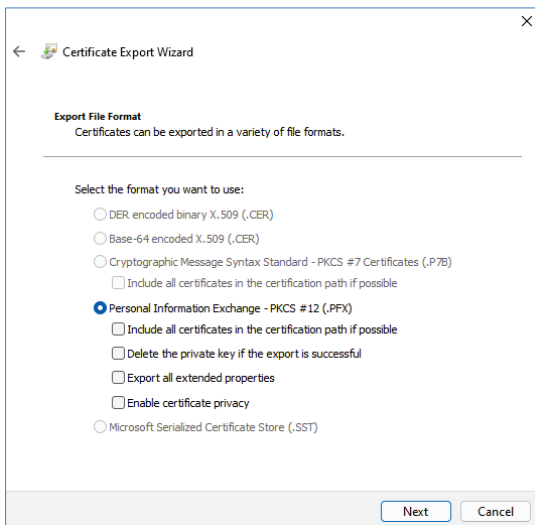 Certificate Export Wizard
Export File Format
Certificates can be exported in a variety of file formats.
Select the format you want to use:
DER encoded binary X.509 (.CER)
Base-64 encoded X.509 (.CER)
Cryptographic Message Syntax Standard - PKCS #7 Certificates (.P7B)
Include all certificates in the certification path if possible
Personal Information Exchange - PKCS #12 (.PFX)
Include all certificates in the certification path if possible
Delete the private key if the export is successful
Export all extended properties
Enable certificate privacy
Microsoft Serialized Certificate Store (.SST)
Next Cancel